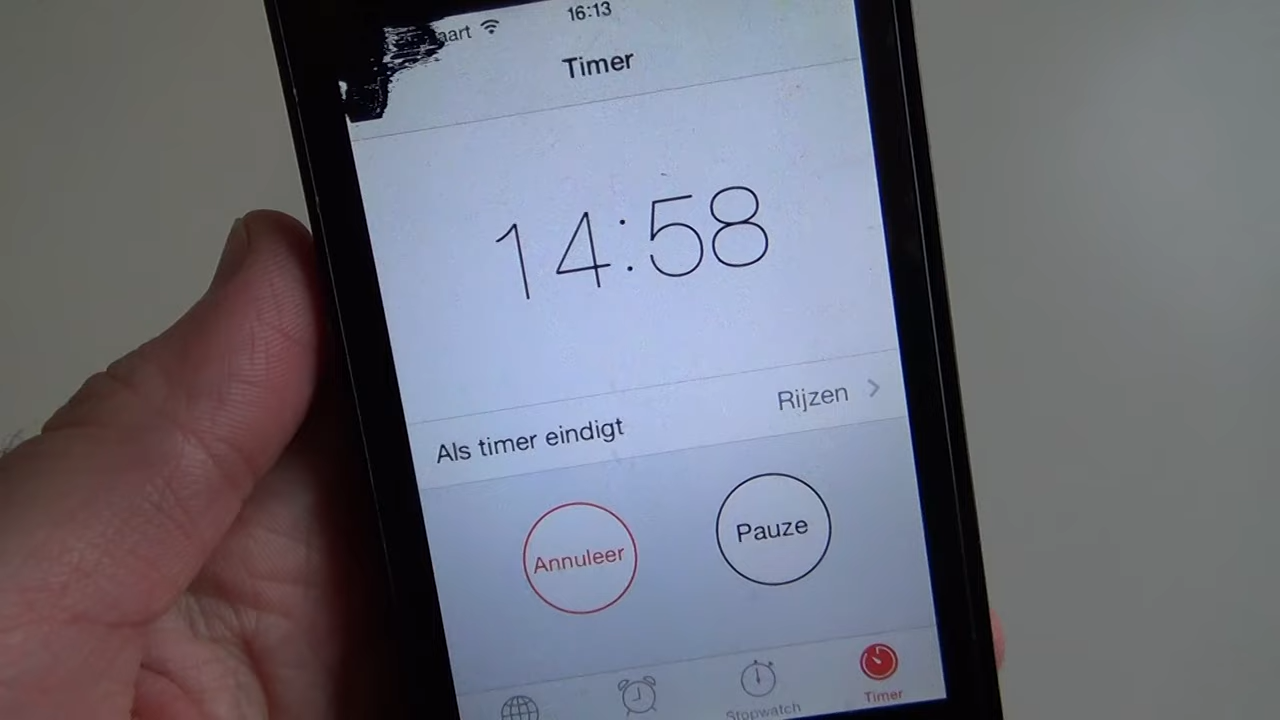 16:13
Timer
14:58
Als timer eindigt Rijzen
Annuleer Pauze
Stopwatch Timer